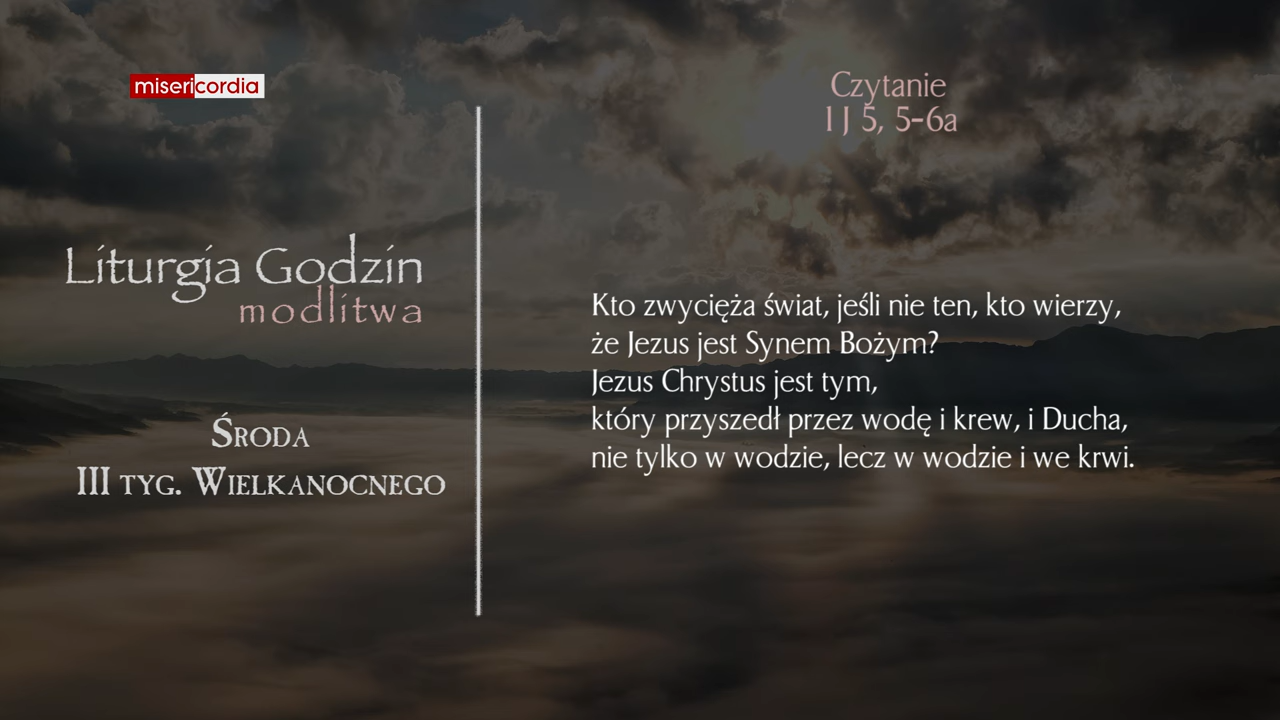 misericordia
Liturgia Godzin
modlitwa
Środa
III tyg. Wielkanocnego
Czytanie
1 J 5, 5-6a
Kto zwycięża świat, jeśli nie ten, kto wierzy,
że Jezus jest Synem Bożym?
Jezus Chrystus jest tym,
który przyszedł przez wodę i krew, i Ducha,
nie tylko w wodzie, lecz w wodzie i we krwi.